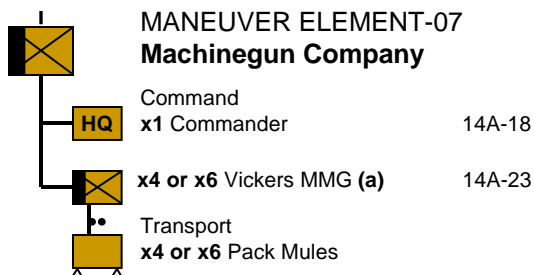 MANEUVER ELEMENT-07
Machinegun Company
Command
HQ x1 Commander 14A-18
x4 or x6 Vickers MMG (a) 14A-23
Transport
x4 or x6 Pack Mules